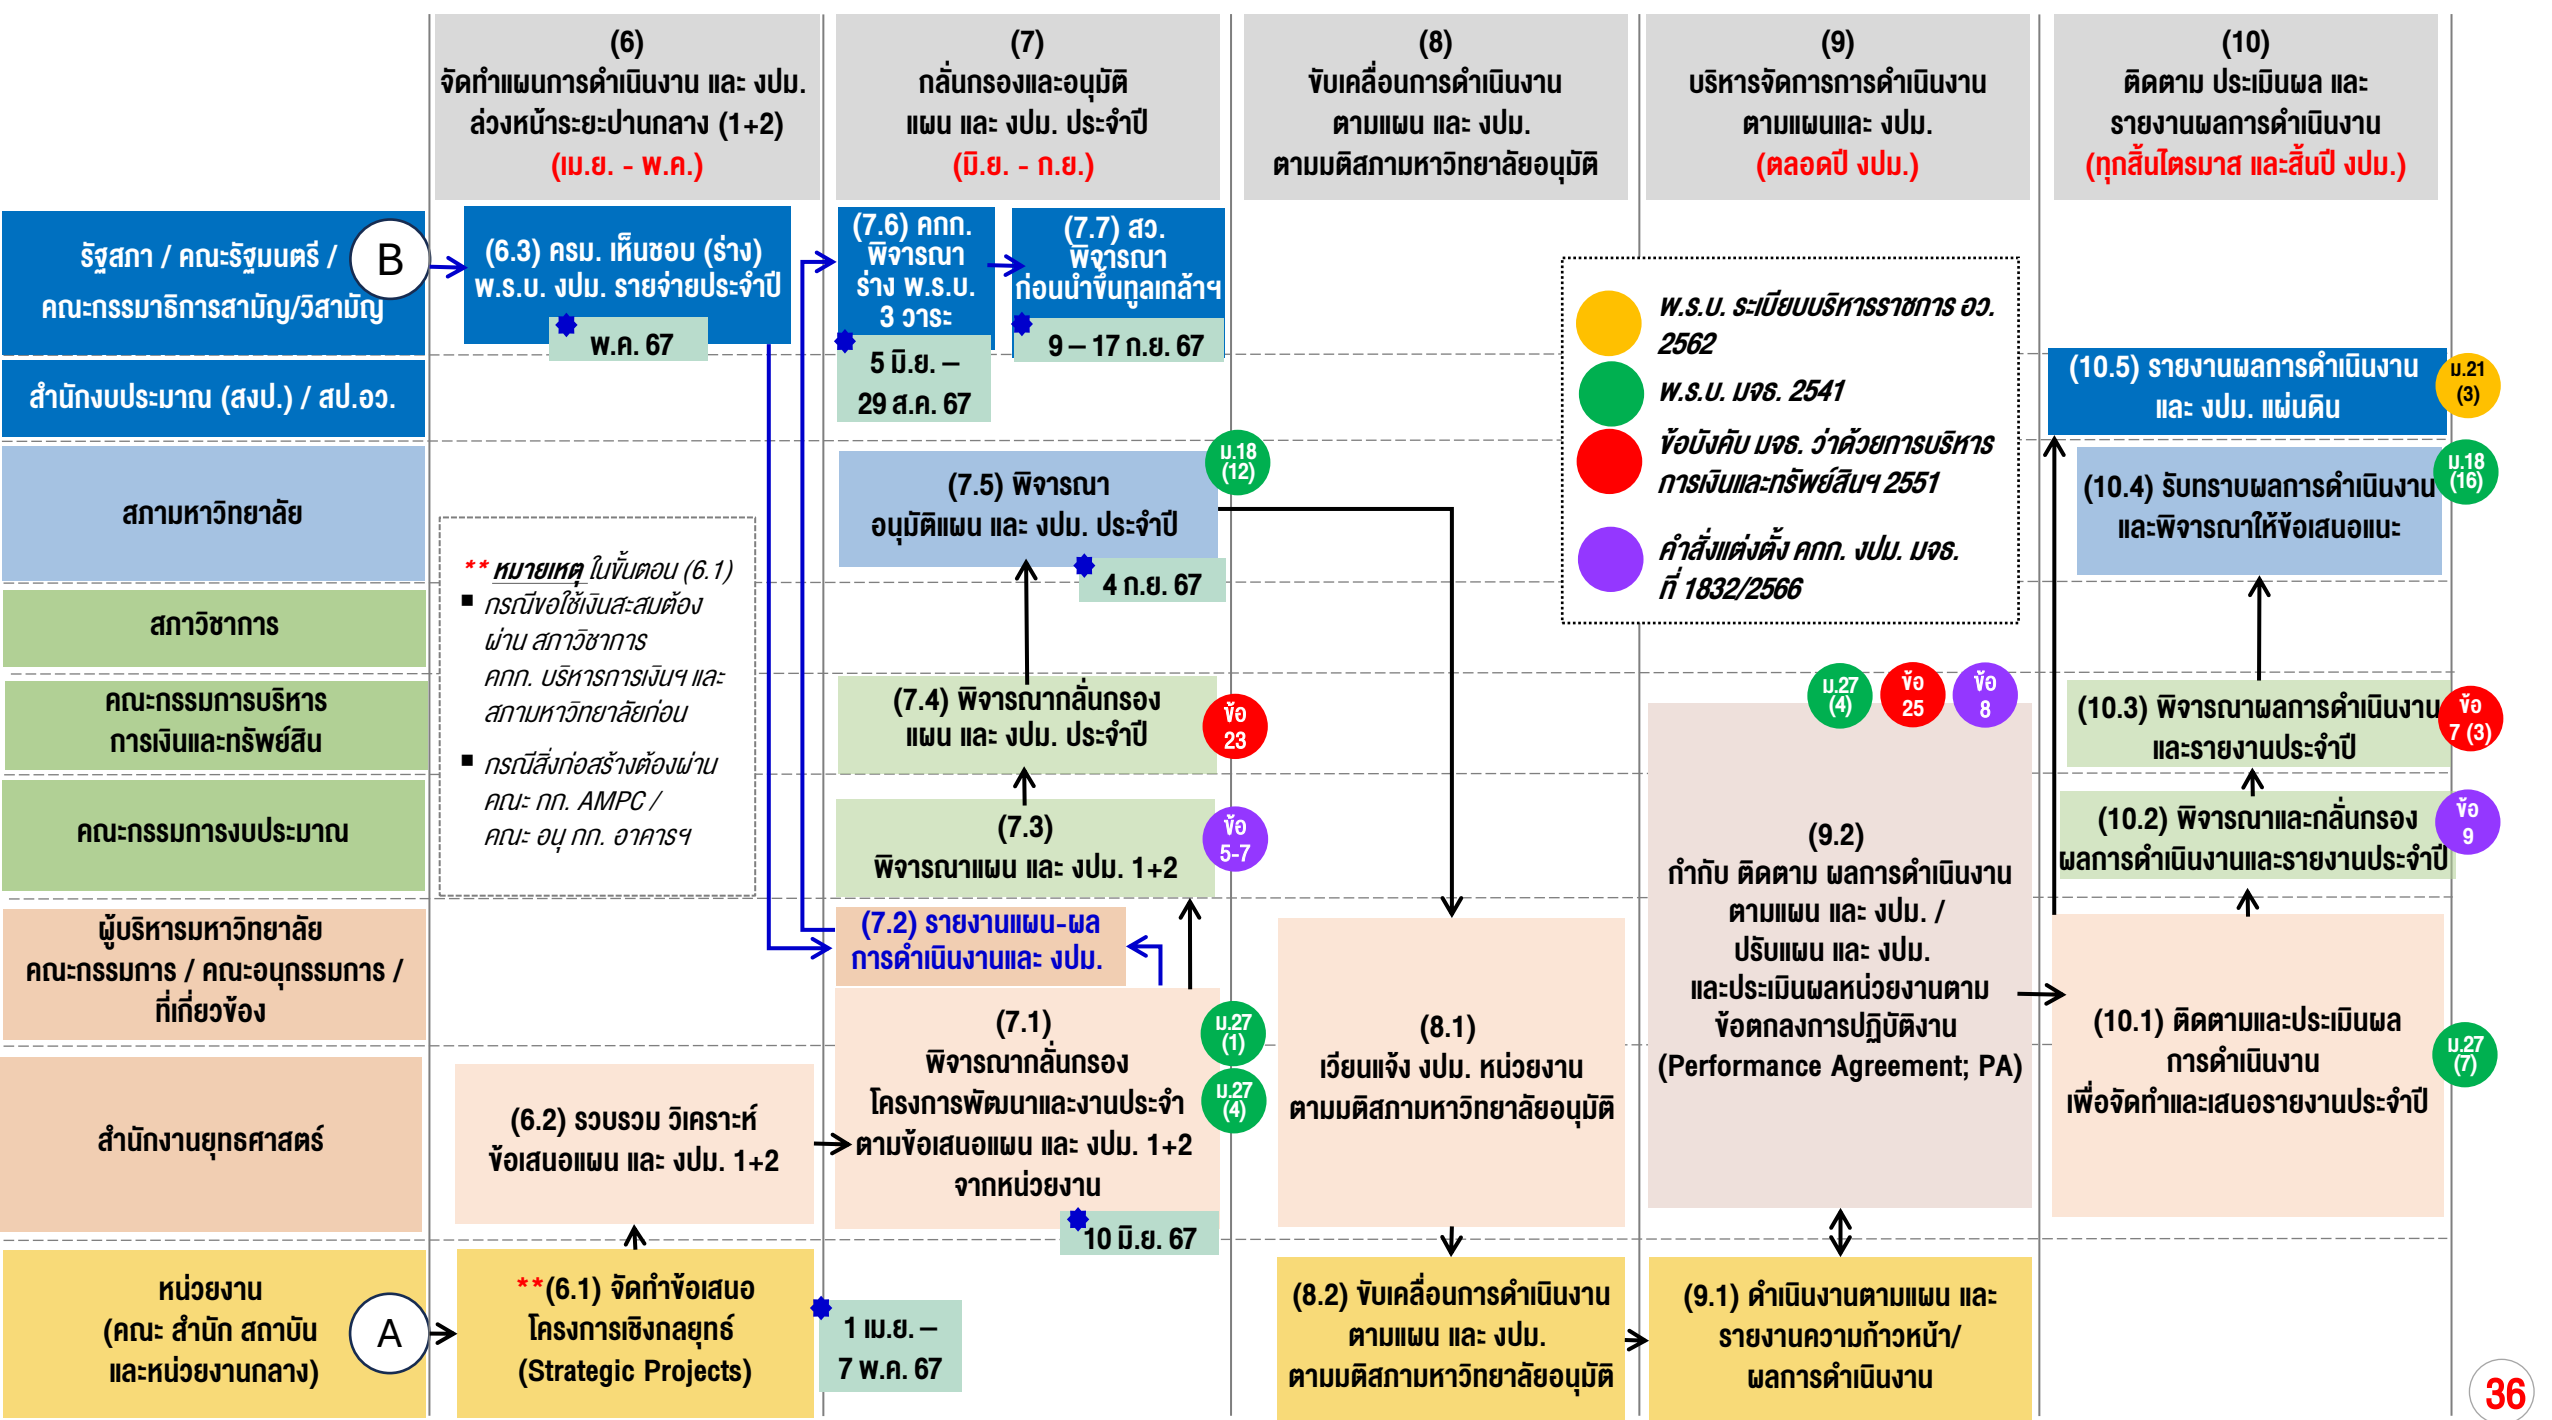 (6)
จัดทำแผนการดำเนินงาน และ งปม.
ล่วงหน้าระยะปานกลาง (1+2)
(เม.ย. - พ.ค.)
(7)
กลั่นกรองและอนุมัติ
แผน และ งปม. ประจำปี
(มิ.ย. - ก.ย.)
(8)
ขับเคลื่อนการดำเนินงาน
ตามแผน และ งปม.
ตามมติสภามหาวิทยาลัยอนุมัติ
(9)
บริหารจัดการการดำเนินงาน
ตามแผนและ งปม.
(ตลอดปี งปม.)
(10)
ติดตาม ประเมินผล และ
รายงานผลการดำเนินงาน
(ทุกสิ้นไตรมาส และสิ้นปี งปม.)
รัฐสภา / คณะรัฐมนตรี /
คณะกรรมาธิการสามัญ/วิสามัญ
B
(6.3) ครม. เห็นชอบ (ร่าง)
พ.ร.บ. งปม. รายจ่ายประจำปี
พ.ค. 67
(7.6) คกก.
พิจารณา
ร่าง พ.ร.บ.
3 วาระ
5 มิ.ย. –
29 ส.ค. 67
(7.7) สว.
พิจารณา
ก่อนนำขึ้นทูลเกล้าฯ
9 – 17 ก.ย. 67
พ.ร.บ. ระเบียบบริหารราชการ อว.
2562
พ.ร.บ. มจธ. 2541
ข้อบังคับ มจธ. ว่าด้วยการบริหาร
การเงินและทรัพย์สินฯ 2551
คำสั่งแต่งตั้ง คกก. งปม. มจธ.
ที่ 1832/2566
สำนักงบประมาณ (สงป.) / สป.อว.
(10.5) รายงานผลการดำเนินงาน
และ งปม. แผ่นดิน
ม.21
(3)
สภามหาวิทยาลัย
(7.5) พิจารณา
อนุมัติแผน และ งปม. ประจำปี
ม.18
(12)
4 ก.ย. 67
(10.4) รับทราบผลการดำเนินงาน
และพิจารณาให้ข้อเสนอแนะ
ม.18
(16)
** หมายเหตุ ในขั้นตอน (6.1)
▪ กรณีขอใช้เงินสะสมต้อง
ผ่าน สภาวิชาการ
คกก. บริหารการเงินฯ และ
สภามหาวิทยาลัยก่อน
▪ กรณีสิ่งก่อสร้างต้องผ่าน
คณะ กก. AMPC /
คณะ อนุ กก. อาคารฯ
สภาวิชาการ
คณะกรรมการบริหาร
การเงินและทรัพย์สิน
(7.4) พิจารณากลั่นกรอง
แผน และ งปม. ประจำปี
ข้อ
23
ม.27
(4)
ข้อ
25
ข้อ
8
(10.3) พิจารณาผลการดำเนินงาน
และรายงานประจำปี
ข้อ
7 (3)
คณะกรรมการงบประมาณ
(7.3)
พิจารณาแผน และ งปม. 1+2
ข้อ
5-7
(10.2) พิจารณาและกลั่นกรอง
ผลการดำเนินงานและรายงานประจำปี
ข้อ
9
ผู้บริหารมหาวิทยาลัย
คณะกรรมการ / คณะอนุกรรมการ /
ที่เกี่ยวข้อง
(7.2) รายงานแผน-ผล
การดำเนินงานและ งปม.
(7.1)
พิจารณากลั่นกรอง
โครงการพัฒนาและงานประจำ
ตามข้อเสนอแผน และ งปม. 1+2
จากหน่วยงาน
ม.27
(1)
ม.27
(4)
10 มิ.ย. 67
(8.1)
เวียนแจ้ง งปม. หน่วยงาน
ตามมติสภามหาวิทยาลัยอนุมัติ
(9.2)
กำกับ ติดตาม ผลการดำเนินงาน
ตามแผน และ งปม. /
ปรับแผน และ งปม.
และประเมินผลหน่วยงานตาม
ข้อตกลงการปฏิบัติงาน
(Performance Agreement; PA)
(10.1) ติดตามและประเมินผล
การดำเนินงาน
เพื่อจัดทำและเสนอรายงานประจำปี
ม.27
(7)
สำนักงานยุทธศาสตร์
(6.2) รวบรวม วิเคราะห์
ข้อเสนอแผน และ งปม. 1+2
หน่วยงาน
(คณะ สำนัก สถาบัน
และหน่วยงานกลาง)
A
**(6.1) จัดทำข้อเสนอ
โครงการเชิงกลยุทธ์
(Strategic Projects)
1 เม.ย. –
7 พ.ค. 67
(8.2) ขับเคลื่อนการดำเนินงาน
ตามแผน และ งปม.
ตามมติสภามหาวิทยาลัยอนุมัติ
(9.1) ดำเนินงานตามแผน และ
รายงานความก้าวหน้า/
ผลการดำเนินงาน
36